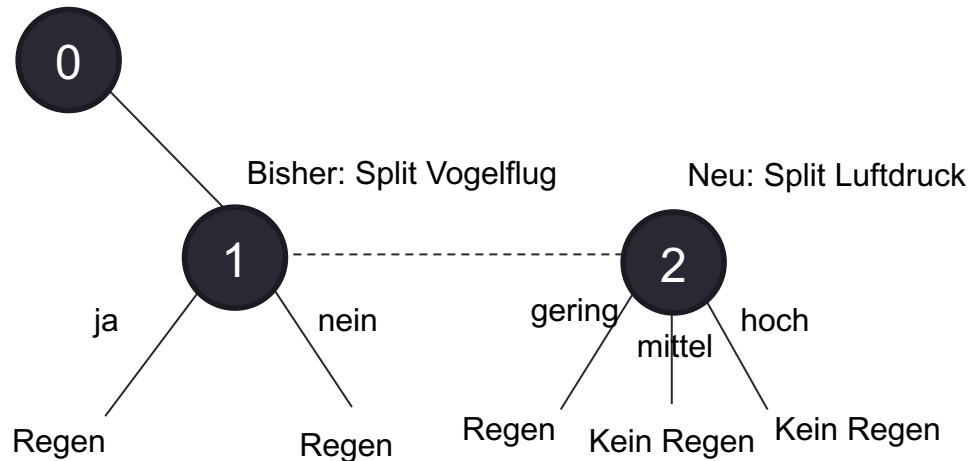 0
Bisher: Split Vogelflug
Neu: Split Luftdruck
1
2
ja
nein
gering
mittel
hoch
Regen
Regen
Regen
Kein Regen
Kein Regen